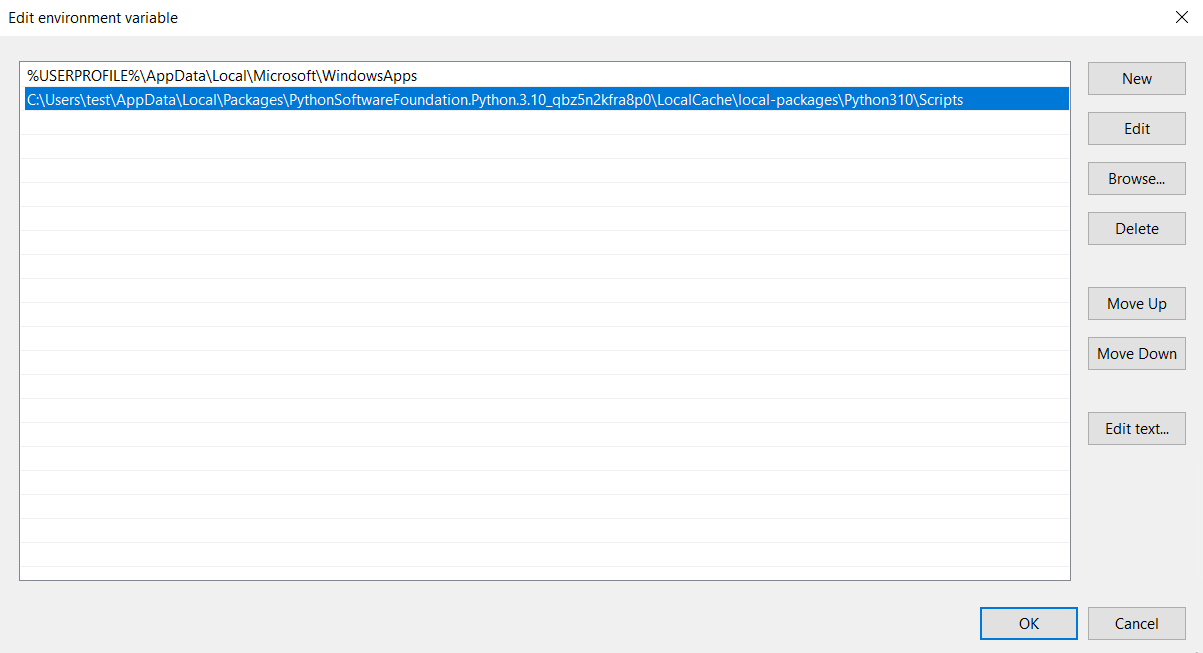 Edit environment variable
%USERPROFILE%\AppData\Local\Microsoft\WindowsApps
C:\Users\test\AppData\Local\Packages\PythonSoftwareFoundation.Python.3.10_qbz5n2kfra8p0\LocalCache\local-packages\Python310\Scripts
New
Edit
Browse...
Delete
Move Up
Move Down
Edit text...
OK
Cancel